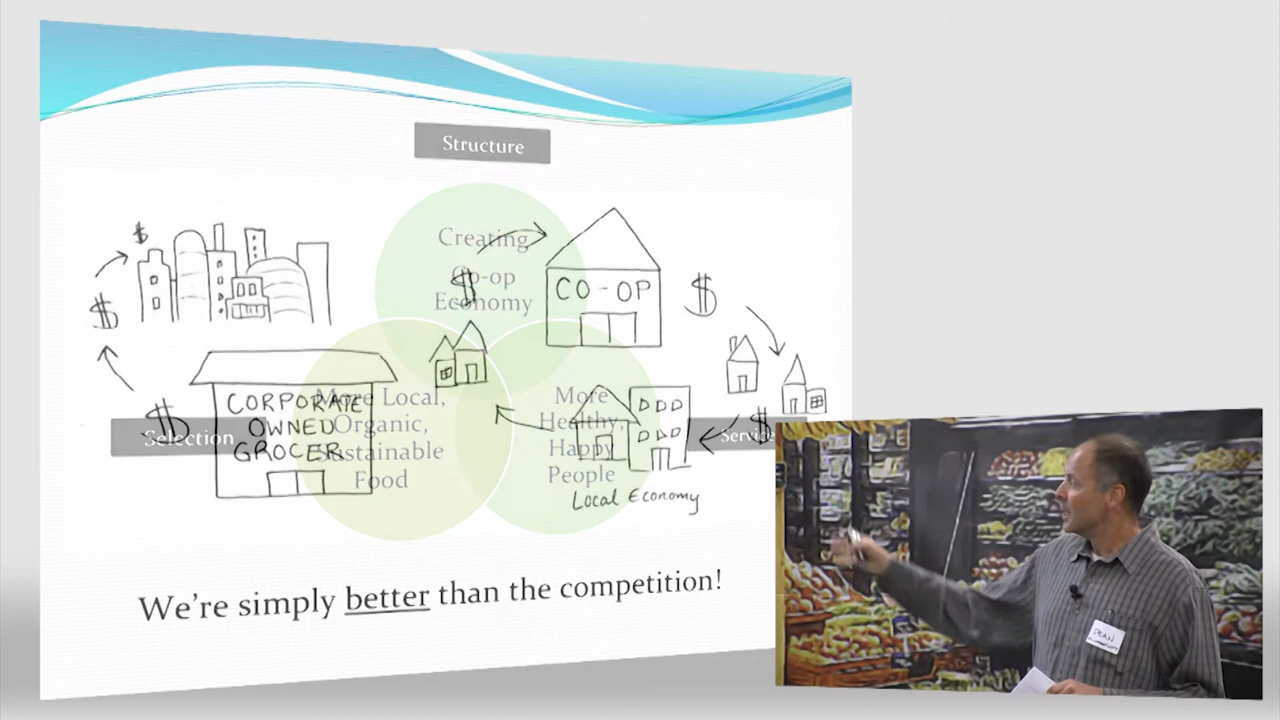 Structure
Creating
Co-op
Economy
$
$
$
CO-OP
$
More Local,
Organic,
Sustainable
Food
CORPORATE
OWNED
GROCER
$
Selection
More
Healthy,
Happy
People
Service
$
Local Economy
We're simply better than the competition!
DEAN